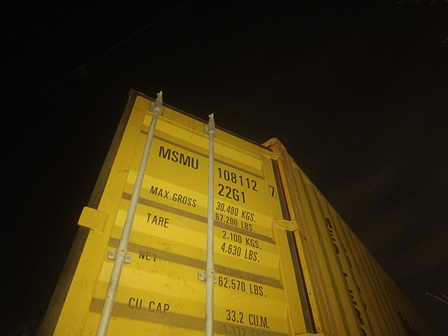 MSMU 108112 7
22G1
MAX.GROSS 30.480 KGS.
67.200 LBS.
TARE 2.100 KGS.
4.630 LBS.
NET
62.570 LBS.
CU.CAP 33.2 CU.M.